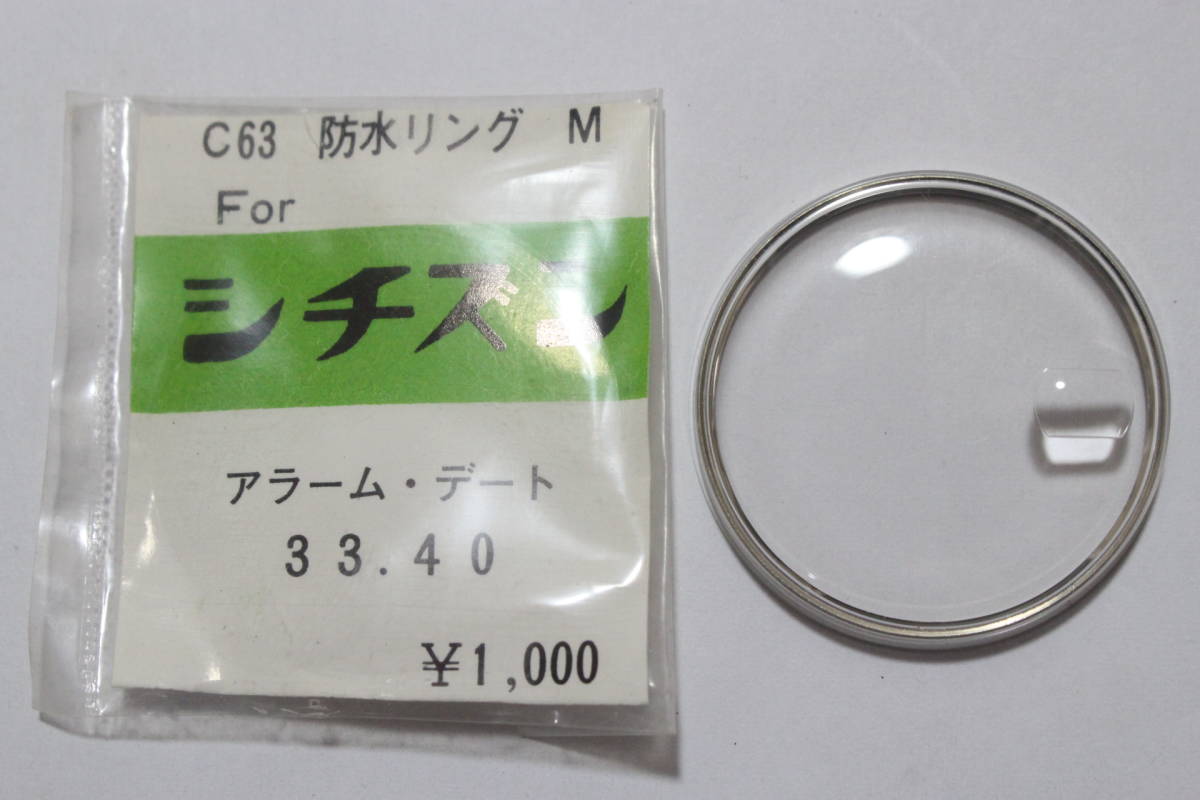 C63 防水リング M
For
シチズン
アラーム・デート
33.40
¥1,000